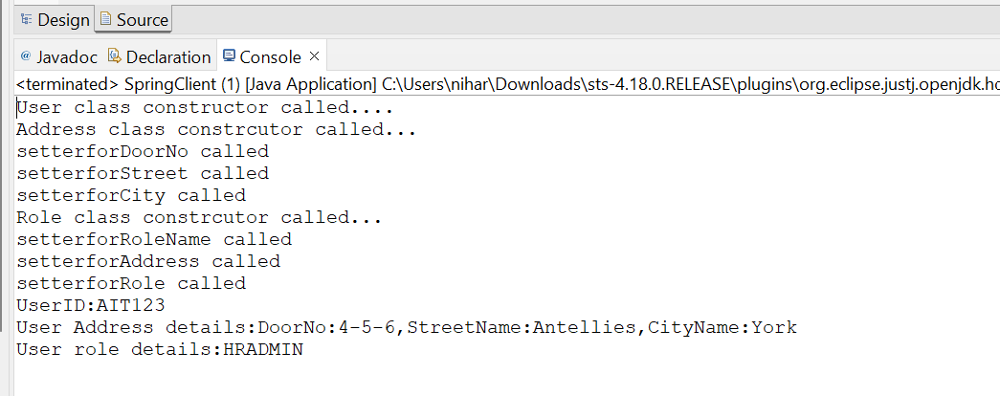 Design Source
@ Javadoc Declaration Console
<terminated> SpringClient (1) [Java Application] C:\Users\nihar\Downloads\sts-4.18.0.RELEASE\plugins\org.eclipse.justj.openjdk.ho
User class constructor called....
Address class constrcutor called...
setterforDoorNo called
setterforStreet called
setterforCity called
Role class constrcutor called...
setterforRoleName called
setterforAddress called
setterforRole called
UserID:AIT123
User Address details:DoorNo:4-5-6,StreetName:Antellies,CityName:York
User role details:HRADMIN